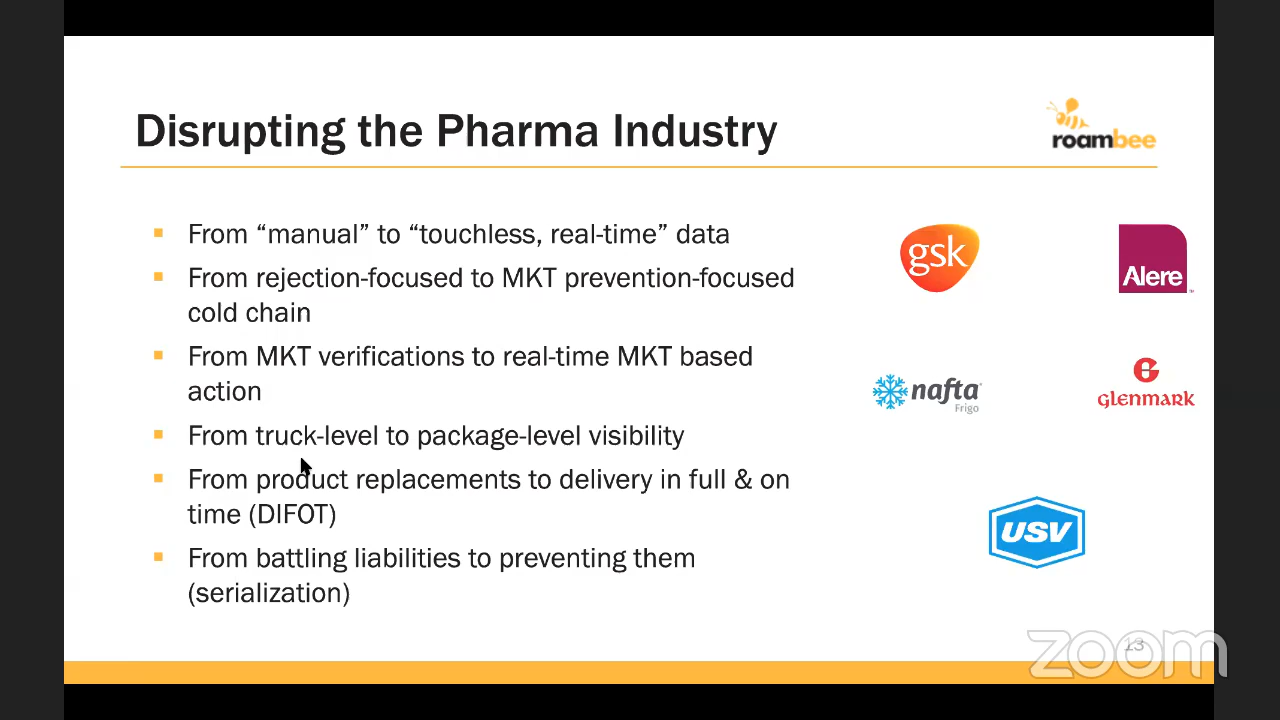 Disrupting the Pharma Industry
roambee
From “manual” to “touchless, real-time” data
From rejection-focused to MKT prevention-focused
cold chain
From MKT verifications to real-time MKT based
action
From truck-level to package-level visibility
From product replacements to delivery in full & on
time (DIFOT)
From battling liabilities to preventing them
(serialization)
gsk
Alere™
nafta
Frigo
GLENMARK
USV
13
zoom